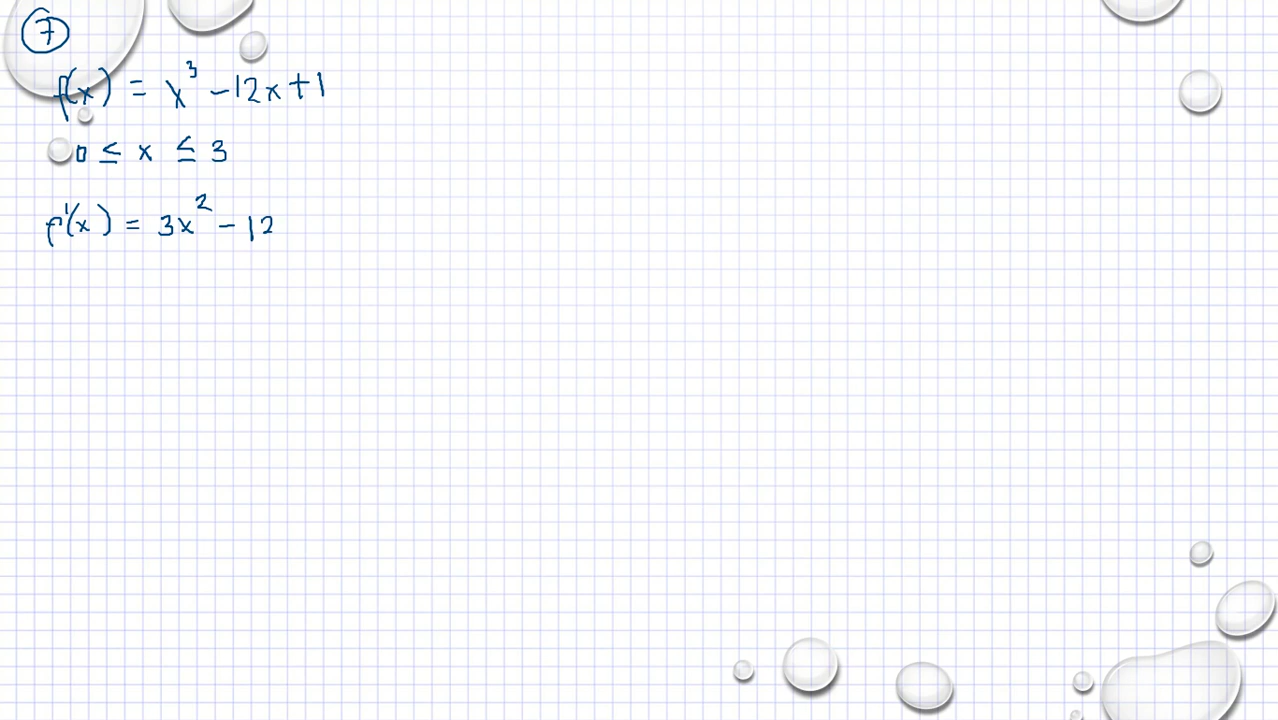 7
f(x) = x³ - 12x + 1
0 ≤ x ≤ 3
f'(x) = 3x² - 12